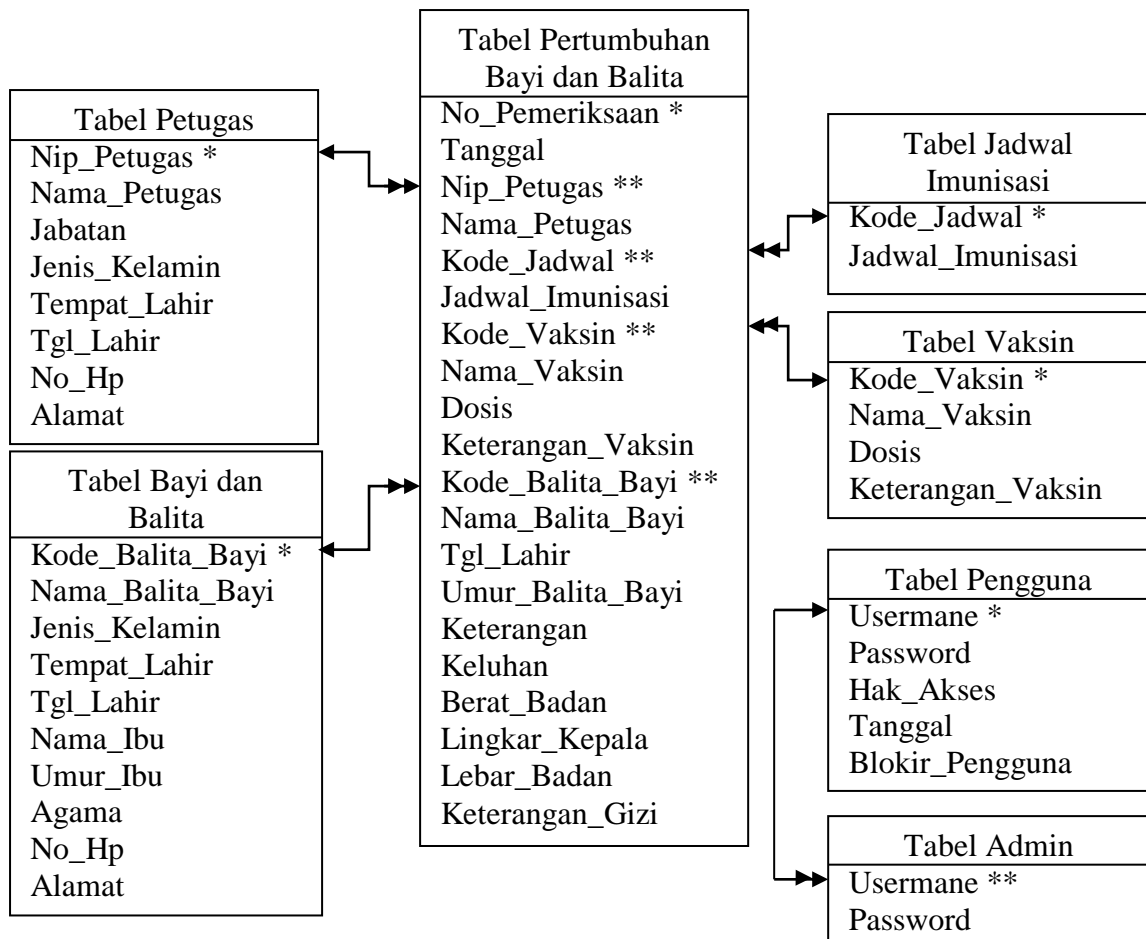 Tabel Petugas
Nip_Petugas *
Nama_Petugas
Jabatan
Jenis_Kelamin
Tempat_Lahir
Tgl_Lahir
No_Hp
Alamat
Tabel Bayi dan
Balita
Kode_Balita_Bayi *
Nama_Balita_Bayi
Jenis_Kelamin
Tempat_Lahir
Tgl_Lahir
Nama_Ibu
Umur_Ibu
Agama
No_Hp
Alamat
Tabel Pertumbuhan
Bayi dan Balita
No_Pemeriksaan *
Tanggal
Nip_Petugas **
Nama_Petugas
Kode_Jadwal **
Jadwal_Imunisasi
Kode_Vaksin **
Nama_Vaksin
Dosis
Keterangan_Vaksin
Kode_Balita_Bayi **
Nama_Balita_Bayi
Tgl_Lahir
Umur_Balita_Bayi
Keterangan
Keluhan
Berat_Badan
Lingkar_Kepala
Lebar_Badan
Keterangan_Gizi
Tabel Jadwal
Imunisasi
Kode_Jadwal *
Jadwal_Imunisasi
Tabel Vaksin
Kode_Vaksin *
Nama_Vaksin
Dosis
Keterangan_Vaksin
Tabel Pengguna
Usermane *
Password
Hak_Akses
Tanggal
Blokir_Pengguna
Tabel Admin
Usermane **
Password